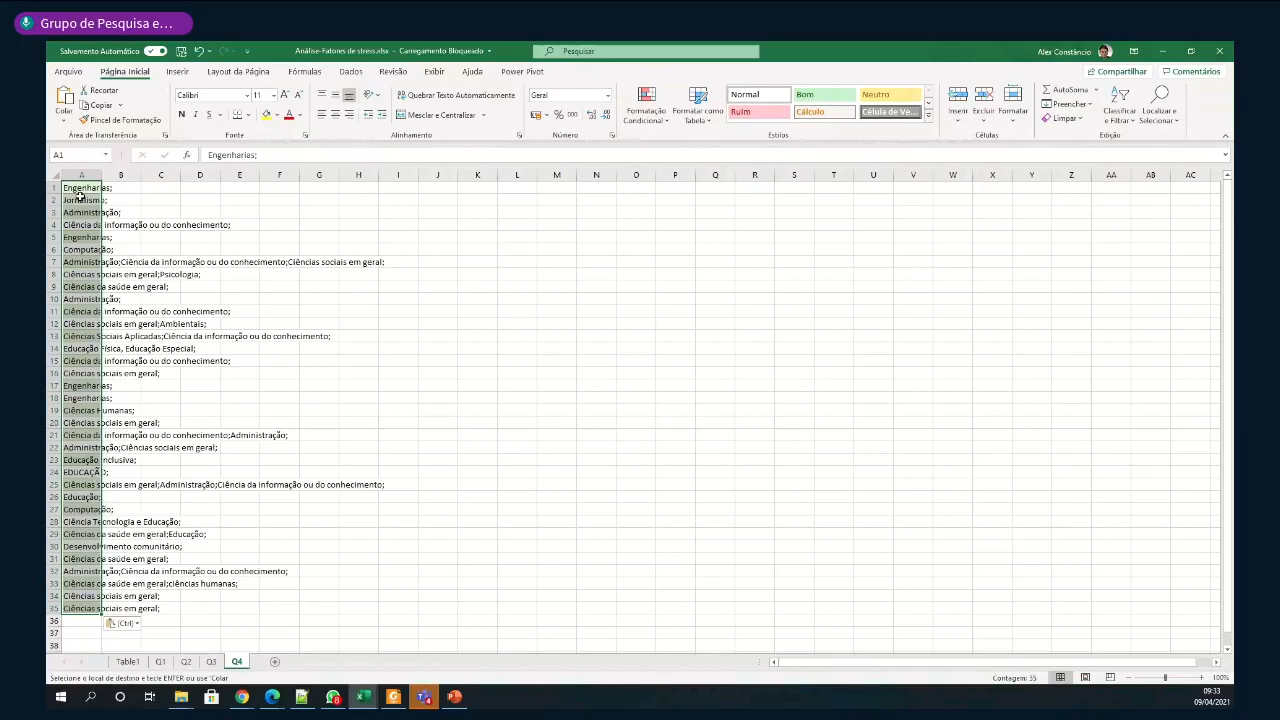 Grupo de Pesquisa e...
Salvamento Automático
Análise-Fatores de stress.xlsx - Carregamento Bloqueado
Pesquisar
Alex Constâncio
Arquivo Página Inicial Inserir Layout da Página Fórmulas Dados Revisão Exibir Ajuda Power Pivot
Compartilhar Comentários
Colar
Recortar
Copiar
Pincel de Formatação
Área de Transferência
Calibri 11
N I S
Fonte
Quebrar Texto Automaticamente
Mesclar e Centralizar
Alinhamento
Geral
Número
Formatação Condicional
Formatar como Tabela
Normal Bom Neutro
Ruim Cálculo Célula de Ve...
Estilos
Inserir Excluir Formatar
Células
AutoSoma
Preencher
Limpar
Classificar e Filtrar
Localizar e Selecionar
Edição
A1 fx Engenharias;
A B C D E F G H I J K L M N O P Q R S T U V W X Y Z AA AB AC
1 Engenharias;
2 Jornalismo;
3 Administração;
4 Ciência da informação ou do conhecimento;
5 Engenharias;
6 Computação;
7 Administração;Ciência da informação ou do conhecimento;Ciências sociais em geral;
8 Ciências sociais em geral;Psicologia;
9 Ciências da saúde em geral;
10 Administração;
11 Ciência da informação ou do conhecimento;
12 Ciências sociais em geral;Ambientais;
13 Ciências Sociais Aplicadas;Ciência da informação ou do conhecimento;
14 Educação Física, Educação Especial;
15 Ciência da informação ou do conhecimento;
16 Ciências sociais em geral;
17 Engenharias;
18 Engenharias;
19 Ciências Humanas;
20 Ciências sociais em geral;
21 Ciência da informação ou do conhecimento;Administração;
22 Administração;Ciências sociais em geral;
23 Educação Inclusiva;
24 EDUCAÇÃO;
25 Ciências sociais em geral;Administração;Ciência da informação ou do conhecimento;
26 Educação;
27 Computação;
28 Ciência Tecnologia e Educação;
29 Ciências da saúde em geral;Educação;
30 Desenvolvimento comunitário;
31 Ciências da saúde em geral;
32 Administração;Ciência da informação ou do conhecimento;
33 Ciências da saúde em geral;ciências humanas;
34 Ciências sociais em geral;
35 Ciências sociais em geral;
36
(Ctrl)
37
38
Table1 Q1 Q2 Q3 Q4
Selecione o local de destino e tecle ENTER ou use 'Colar'
Contagem: 35
100%
09:33
09/04/2021